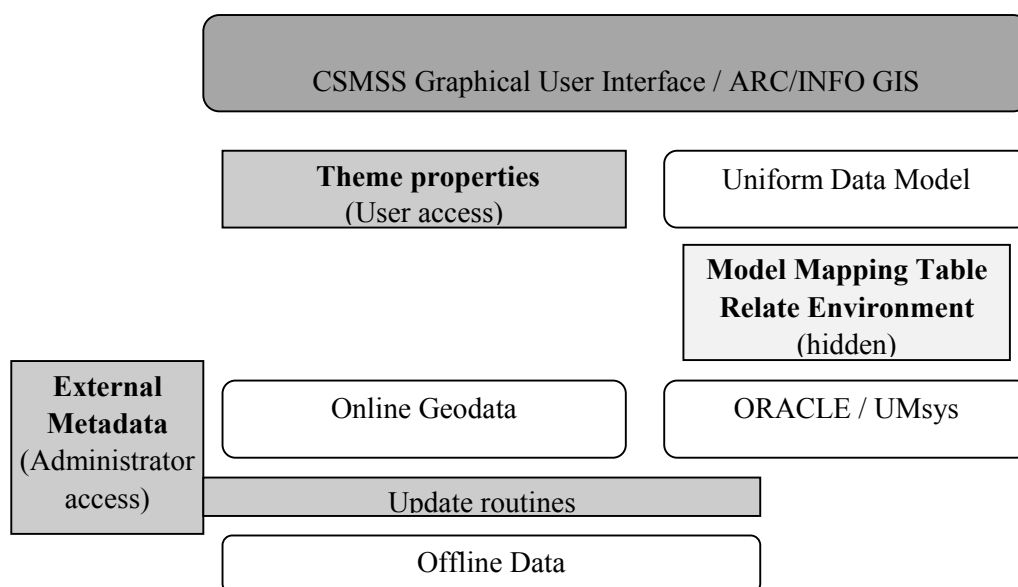 CSMSS Graphical User Interface / ARC/INFO GIS
Theme properties
(User access)
Uniform Data Model
Model Mapping Table
Relate Environment
(hidden)
External
Metadata
(Administrator
access)
Online Geodata
ORACLE / UMsys
Update routines
Offline Data